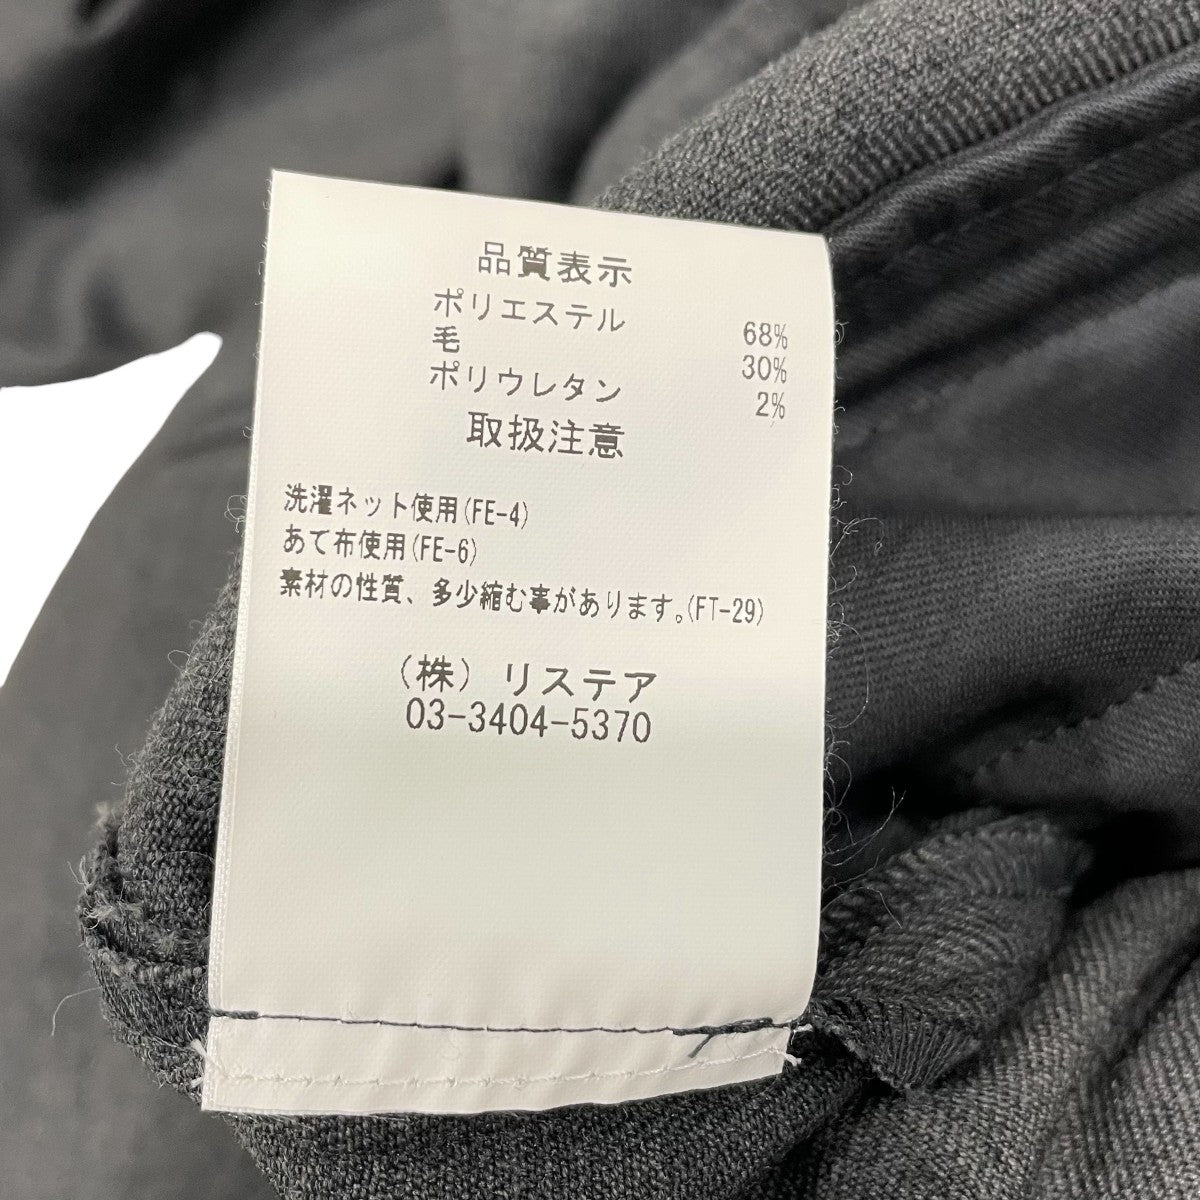 品質表示
ポリエステル 68%
毛 30%
ポリウレタン 2%
取扱注意
洗濯ネット使用(FE-4)
あて布使用(FE-6)
素材の性質、多少縮む事があります。(FT-29)
（株）リステア
03-3404-5370